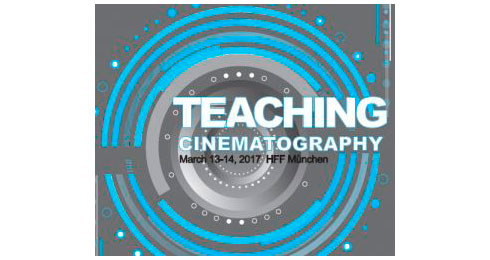 TEACHING
CINEMATOGRAPHY
March 13-14, 2017 HFF München